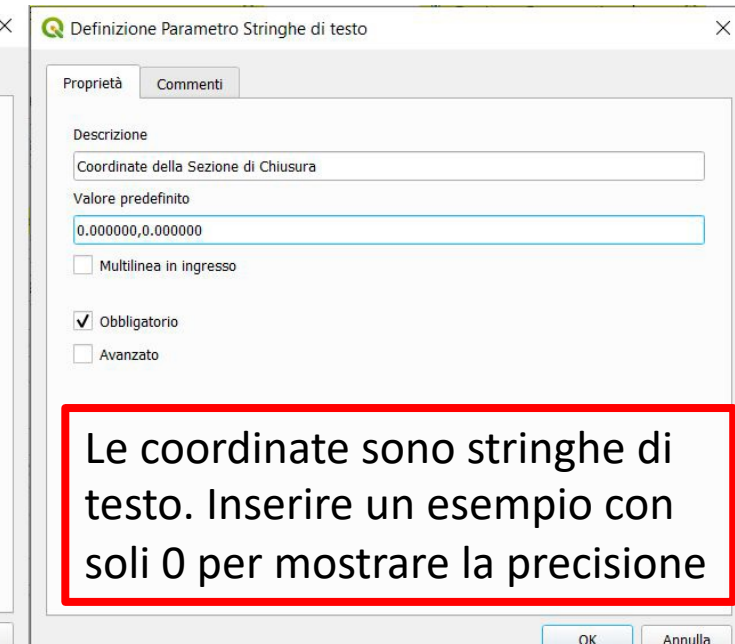 Definizione Parametro Stringhe di testo
Proprietà Commenti
Descrizione
Coordinate della Sezione di Chiusura
Valore predefinito
0.000000,0.000000
Multilinea in ingresso
Obbligatorio
Avanzato
Le coordinate sono stringhe di
testo. Inserire un esempio con
soli 0 per mostrare la precisione
OK Annulla